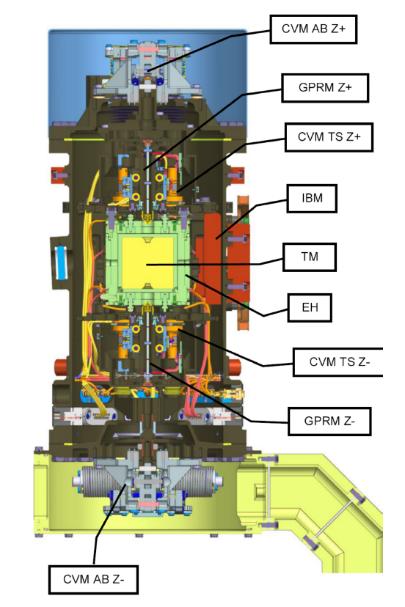 CVM AB Z+
GPRM Z+
CVM TS Z+
IBM
TM
EH
CVM TS Z-
GPRM Z-
CVM AB Z-